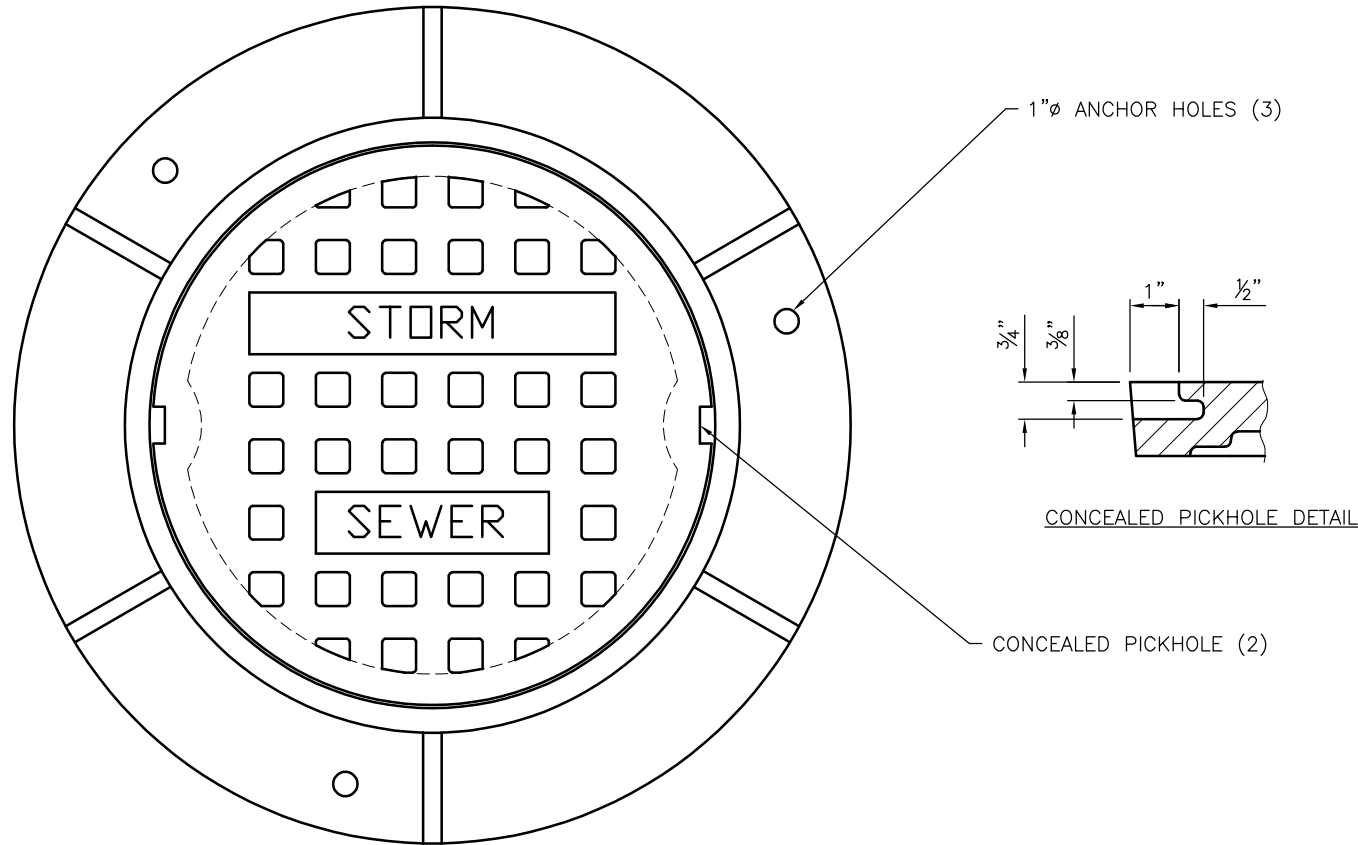 1"ø ANCHOR HOLES (3)
STORM
1"
½"
¾"
⅜"
SEWER
CONCEALED PICKHOLE DETAIL
CONCEALED PICKHOLE (2)